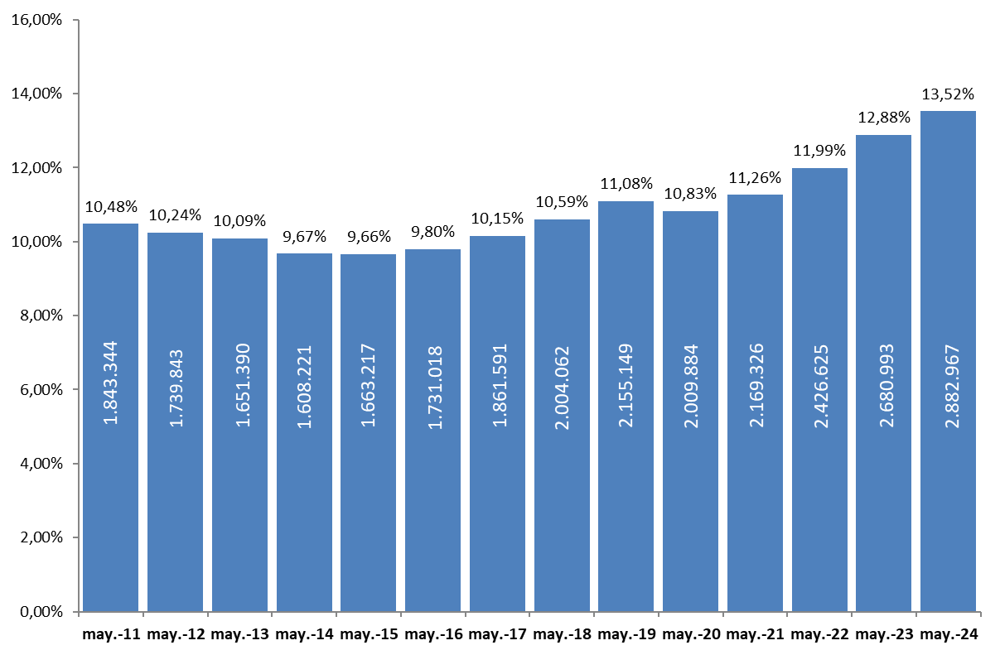 16,00%
14,00%
12,00%
10,00%
8,00%
6,00%
4,00%
2,00%
0,00%
10,48%
10,24%
10,09%
9,67%
9,66%
9,80%
10,15%
10,59%
11,08%
10,83%
11,26%
11,99%
12,88%
13,52%
1.843.344
1.739.843
1.651.390
1.608.221
1.663.217
1.731.018
1.861.591
2.004.062
2.155.149
2.009.884
2.169.326
2.426.625
2.680.993
2.882.967
may.-11
may.-12
may.-13
may.-14
may.-15
may.-16
may.-17
may.-18
may.-19
may.-20
may.-21
may.-22
may.-23
may.-24